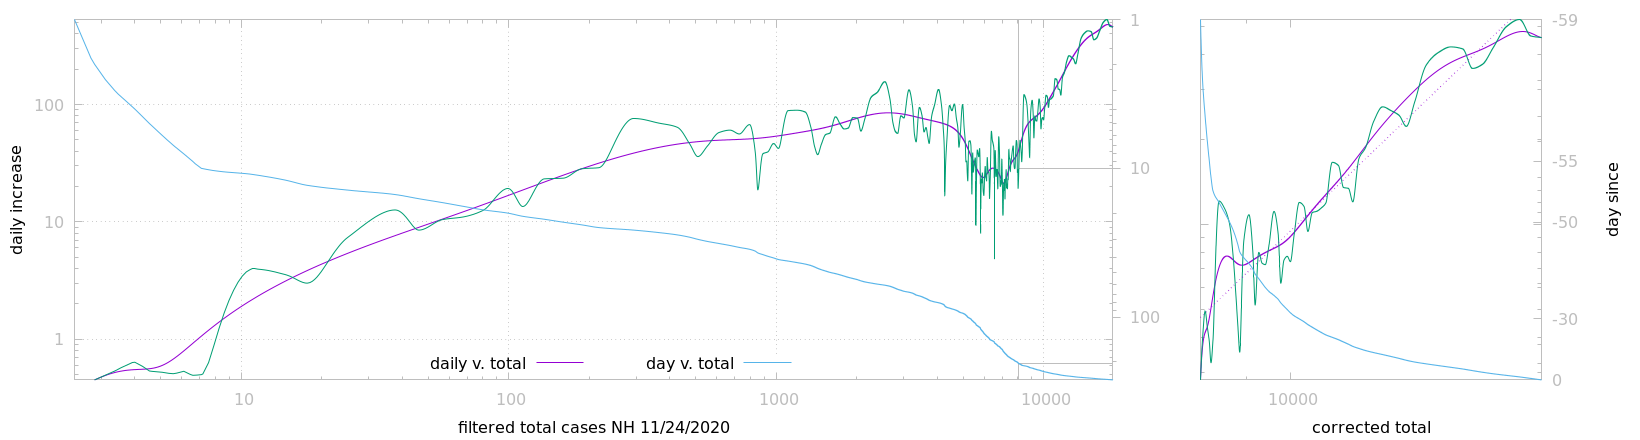 daily increase
100
10
1
daily v. total
day v. total
10
100
1000
10000
filtered total cases NH 11/24/2020
1
10
100
10000
corrected total
-59
-55
-50
-30
0
day since